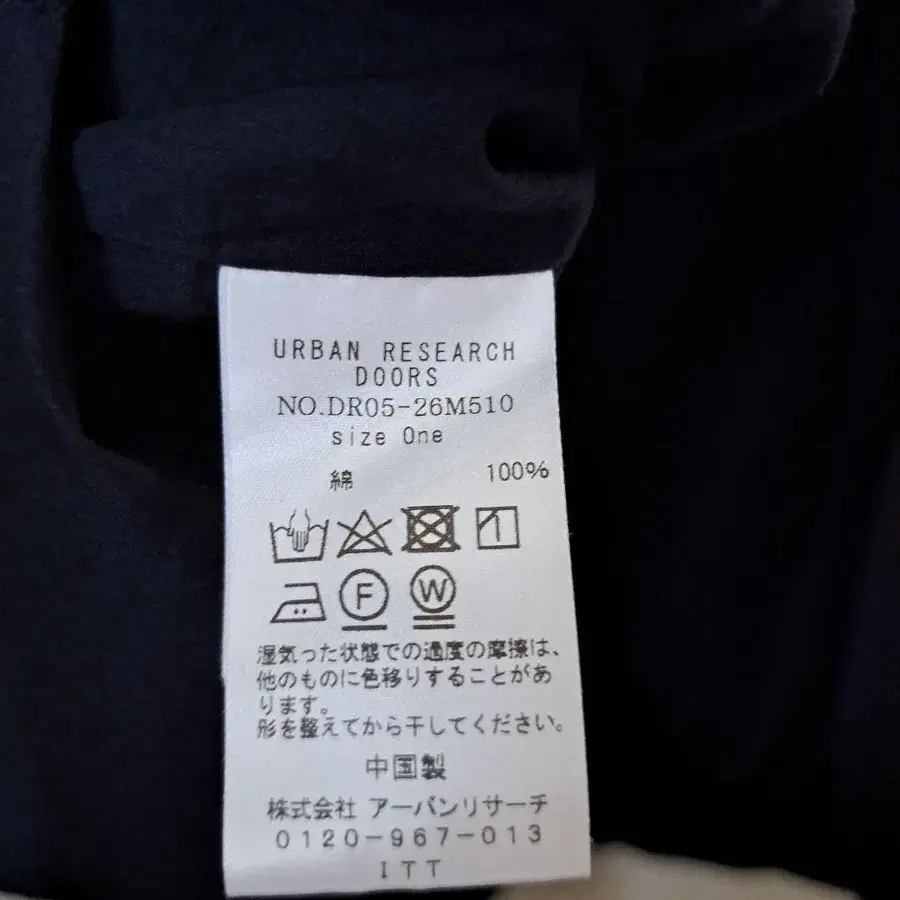 URBAN RESEARCH
DOORS
NO.DR05-26M510
size One
綿 100%
F W
湿気った状態での過度の摩擦は、
他のものに色移りすることがあ
ります。
形を整えてから干してください。
中国製
株式会社 アーバンリサーチ
0120-967-013
ITT